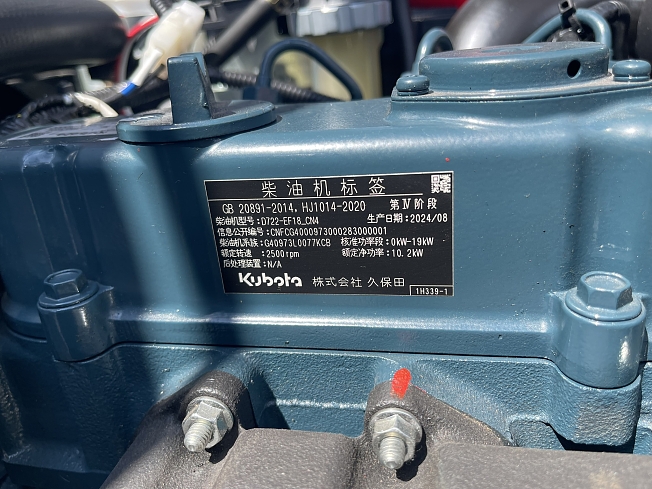 柴油机标签
GB 20891-2014, HJ1014-2020 第Ⅳ阶段
柴油机型号: D722-EF18_CN4 生产日期: 2024/08
信息公开编号: CNFCG4000973000283000001
柴油机系族: GA0973L0077KCB 核准功率段: 0kW-19kW
额定转速: 2500rpm 额定净功率: 10.2kW
后处理装置: N/A
Kubota 株式会社 久保田
1H339-1